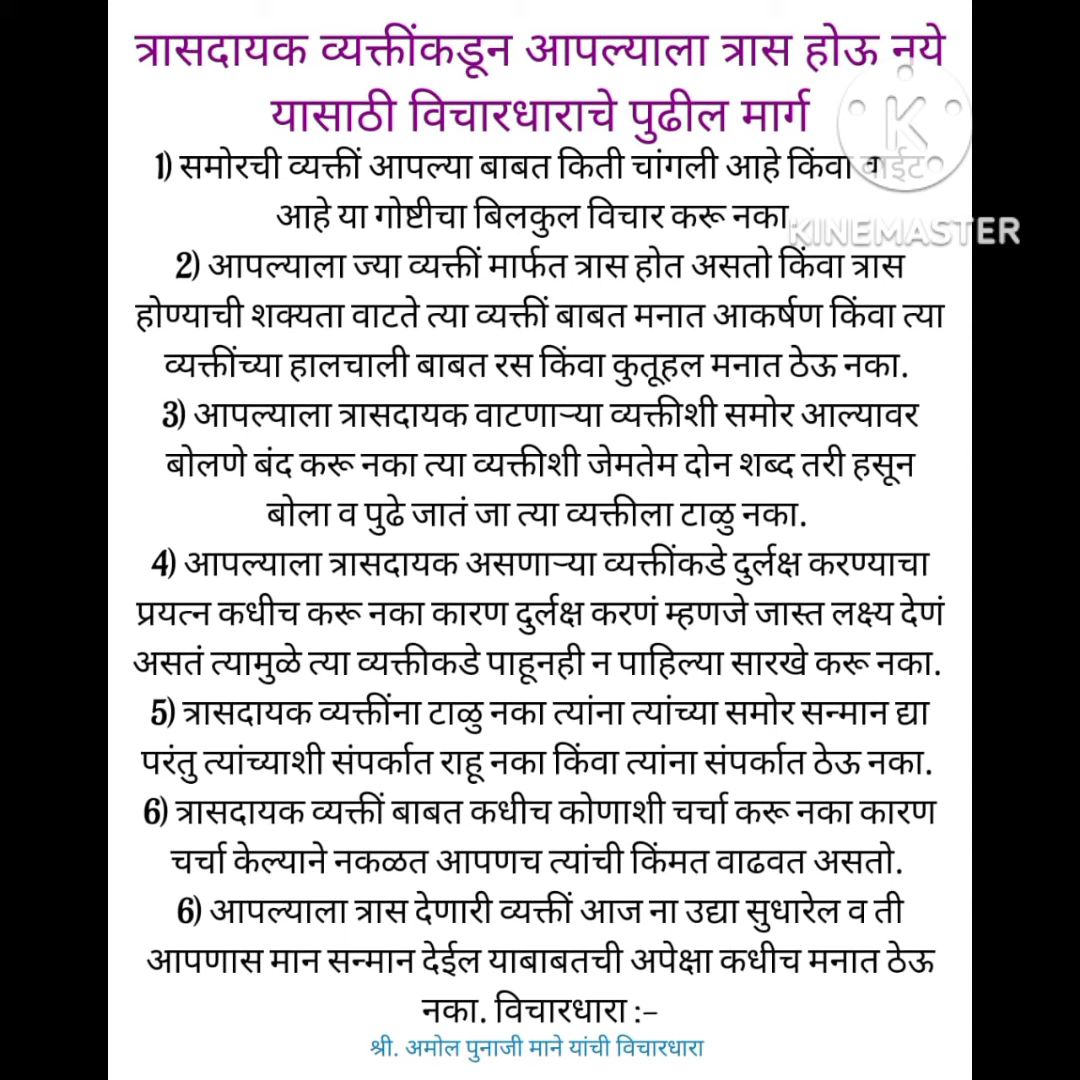 त्रासदायक व्यक्तींकडून आपल्याला त्रास होऊ नये
यासाठी विचारधाराचे पुढील मार्ग
1) समोरची व्यक्तीं आपल्या बाबत किती चांगली आहे किंवा वाईट
आहे या गोष्टीचा बिलकुल विचार करू नका
K
KINEMASTER
2) आपल्याला ज्या व्यक्तीं मार्फत त्रास होत असतो किंवा त्रास
होण्याची शक्यता वाटते त्या व्यक्तीं बाबत मनात आकर्षण किंवा त्या
व्यक्तींच्या हालचाली बाबत रस किंवा कुतूहल मनात ठेऊ नका.
3) आपल्याला त्रासदायक वाटणाऱ्या व्यक्तीशी समोर आल्यावर
बोलणे बंद करू नका त्या व्यक्तीशी जेमतेम दोन शब्द तरी हसून
बोला व पुढे जातं जा त्या व्यक्तीला टाळु नका.
4) आपल्याला त्रासदायक असणाऱ्या व्यक्तींकडे दुर्लक्ष करण्याचा
प्रयत्न कधीच करू नका कारण दुर्लक्ष करणं म्हणजे जास्त लक्ष्य देणं
असतं त्यामुळे त्या व्यक्तीकडे पाहूनही न पाहिल्या सारखे करू नका.
5) त्रासदायक व्यक्तींना टाळु नका त्यांना त्यांच्या समोर सन्मान द्या
परंतु त्यांच्याशी संपर्कात राहू नका किंवा त्यांना संपर्कात ठेऊ नका.
6) त्रासदायक व्यक्तीं बाबत कधीच कोणाशी चर्चा करू नका कारण
चर्चा केल्याने नकळत आपणच त्यांची किंमत वाढवत असतो.
6) आपल्याला त्रास देणारी व्यक्तीं आज ना उद्या सुधारेल व ती
आपणास मान सन्मान देईल याबाबतची अपेक्षा कधीच मनात ठेऊ
नका. विचारधारा :-
श्री. अमोल पुनाजी माने यांची विचारधारा